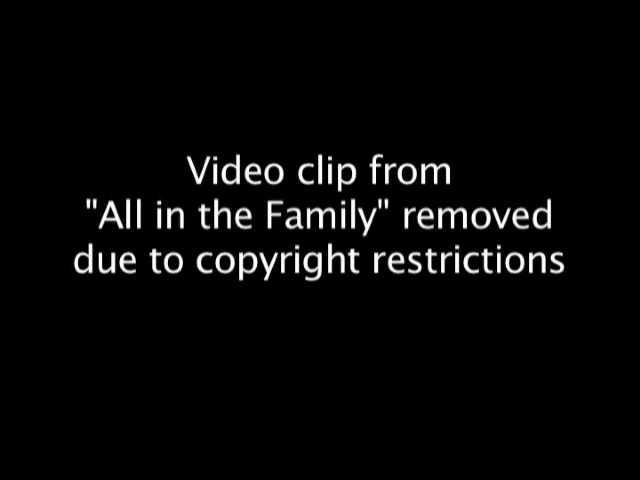 Video clip from
"All in the Family" removed
due to copyright restrictions